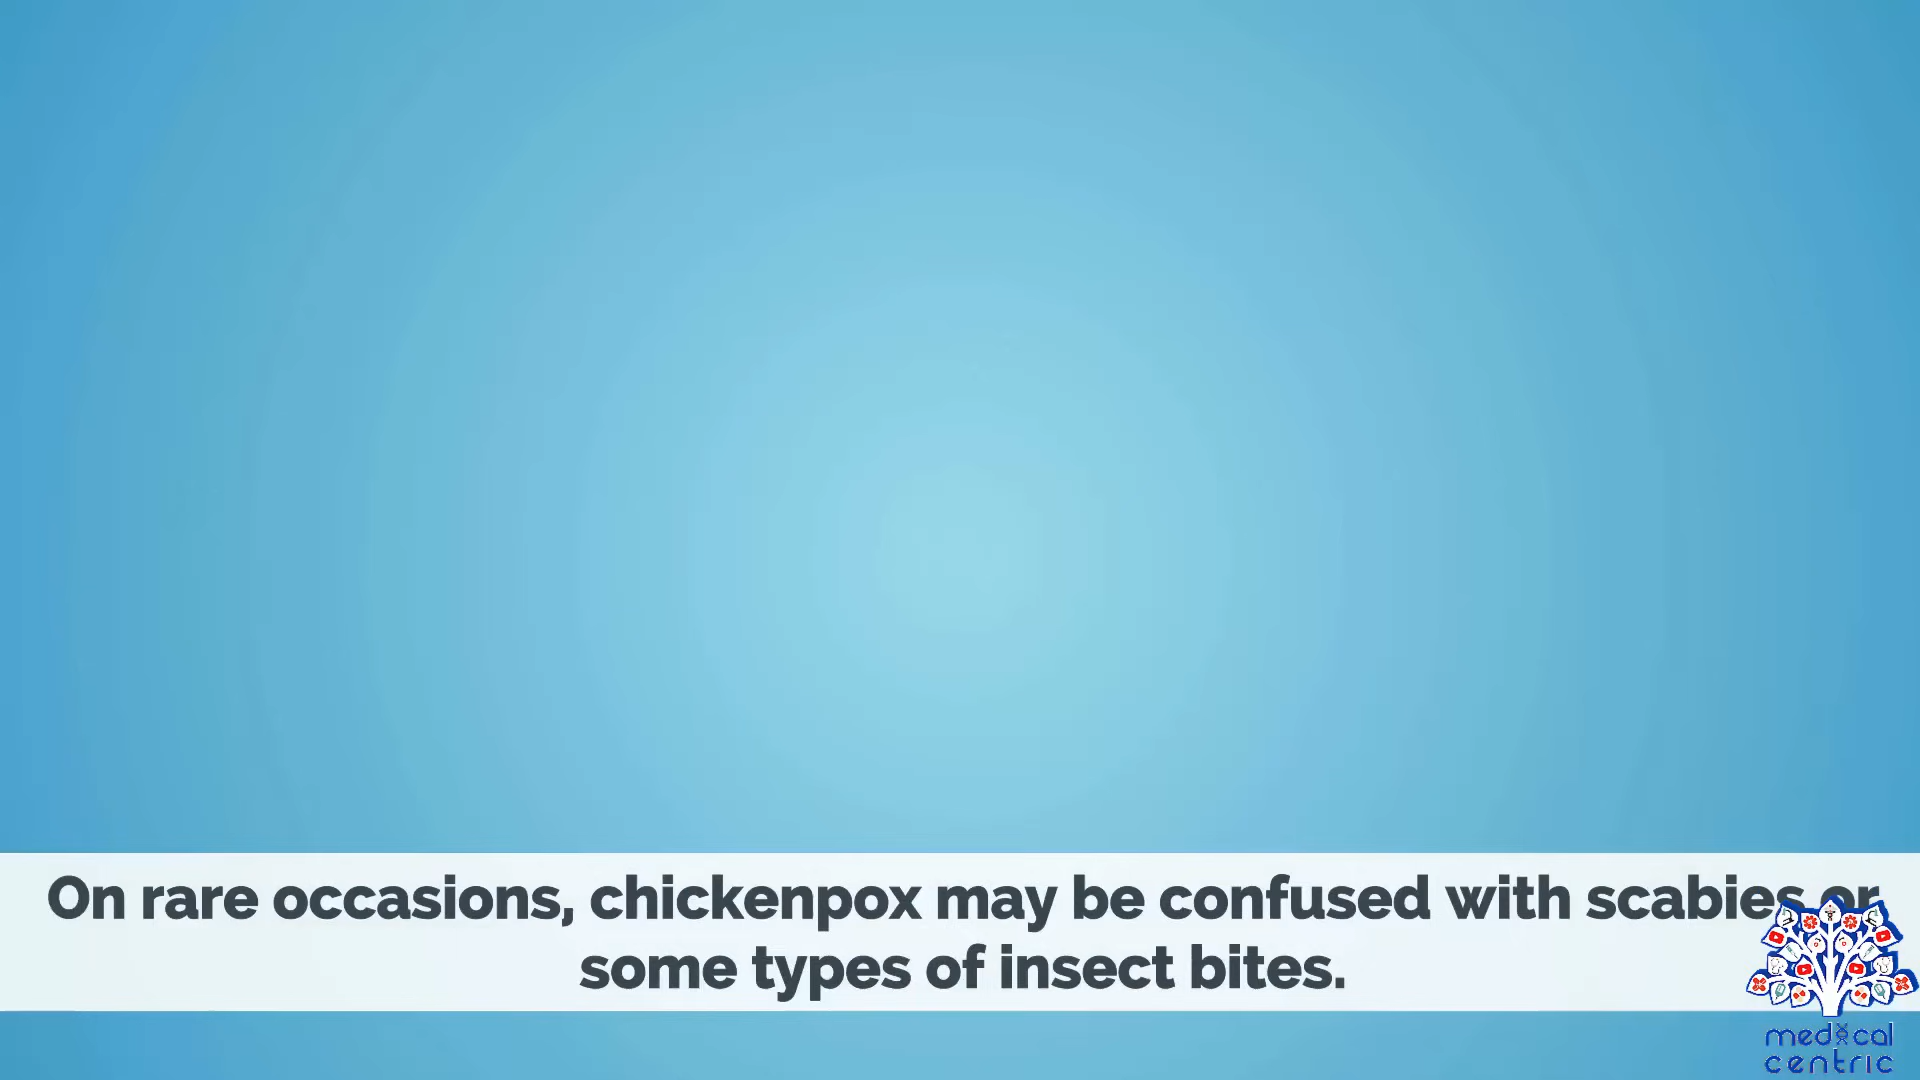 On rare occasions, chickenpox may be confused with scabies or
some types of insect bites.
medical
centric